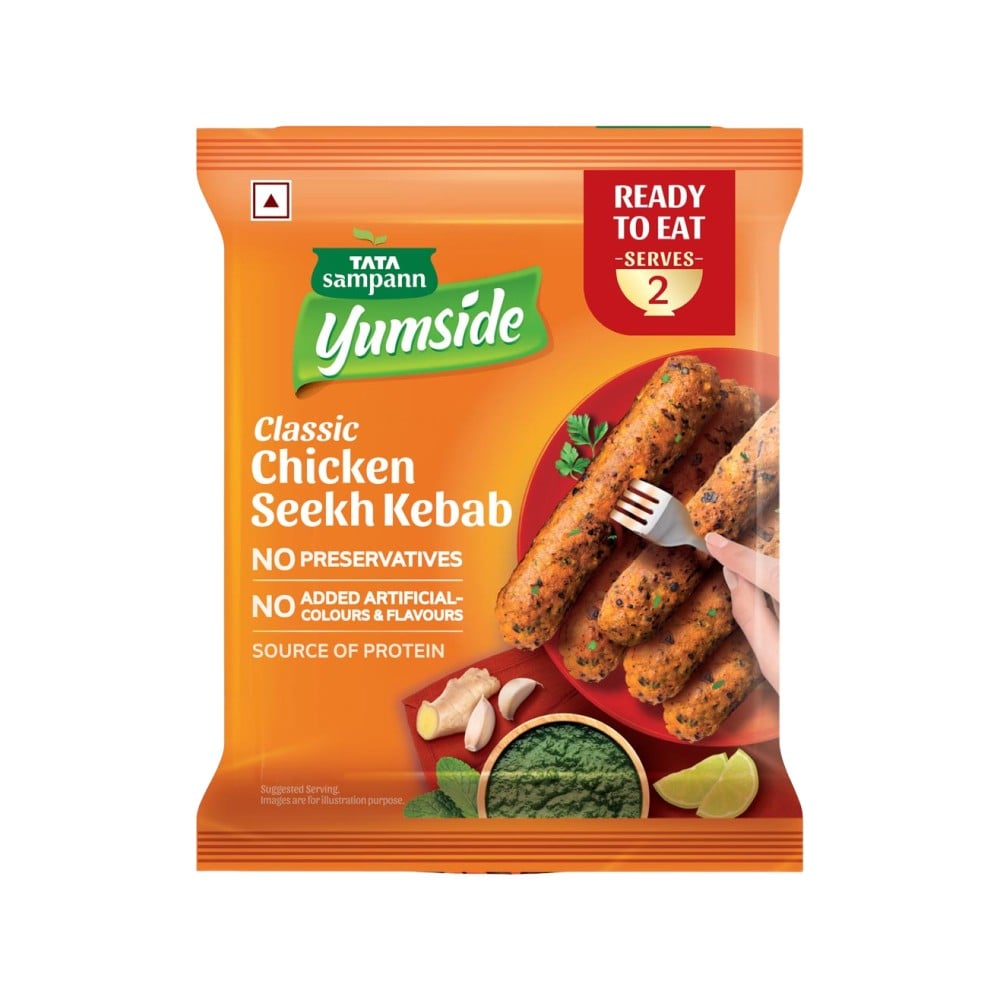 READY
TO EAT
-SERVES-
2
TATA
sampann
Yumside
Classic
Chicken
Seekh Kebab
NO PRESERVATIVES
NO ADDED ARTIFICIAL-
COLOURS & FLAVOURS
SOURCE OF PROTEIN
Suggested Serving.
Images are for illustration purpose.